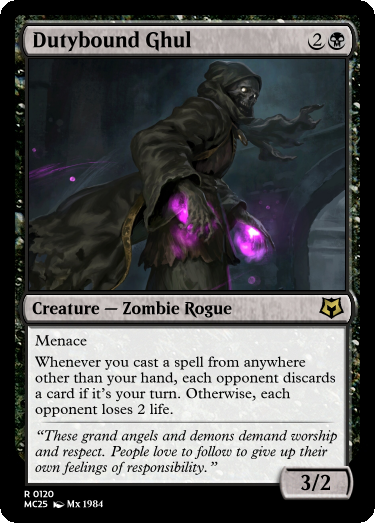 Dutybound Ghul 2
Creature — Zombie Rogue
Menace
Whenever you cast a spell from anywhere
other than your hand, each opponent discards
a card if it's your turn. Otherwise, each
opponent loses 2 life.
"These grand angels and demons demand worship
and respect. People love to follow to give up their
own feelings of responsibility."
3/2
R 0120
MC25 Mx 1984